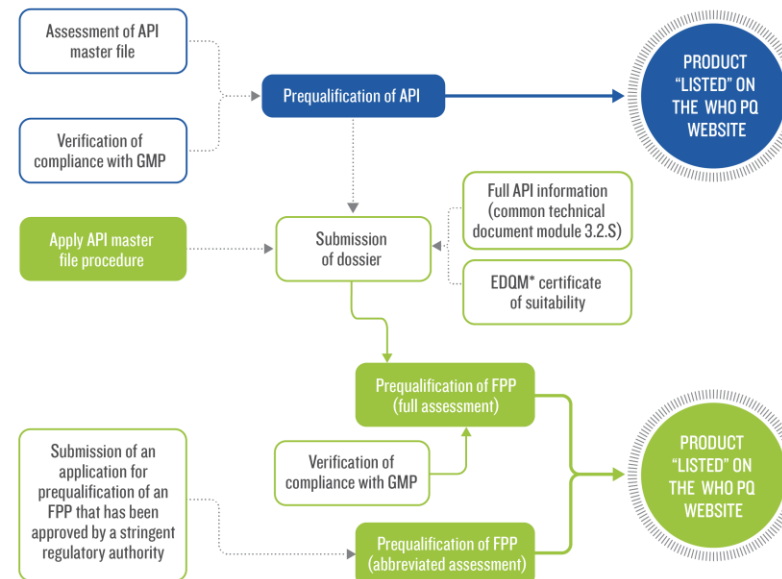 Assessment of API
master file
Verification of
compliance with GMP
Prequalification of API
PRODUCT
“LISTED” ON
THE WHO PQ
WEBSITE
Apply API master
file procedure
Submission
of dossier
Full API information
(common technical
document module 3.2.S)
EDQM* certificate
of suitability
Prequalification of FPP
(full assessment)
Verification of
compliance with GMP
Submission of an
application for
prequalification of an
FPP that has been
approved by a stringent
regulatory authority
Prequalification of FPP
(abbreviated assessment)
PRODUCT
“LISTED” ON
THE WHO PQ
WEBSITE